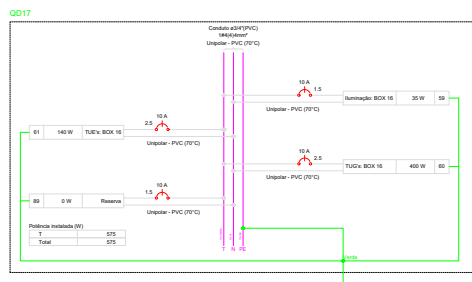 QD17
Conduto ø3/4"(PVC)
1#4(4)4mm²
Unipolar - PVC (70°C)
10 A
1.5
Iluminação: BOX 16 35 W 59
Unipolar - PVC (70°C)
10 A
2.5
61 140 W TUE's: BOX 16
Unipolar - PVC (70°C)
10 A
2.5
TUG's: BOX 16 400 W 60
Unipolar - PVC (70°C)
10 A
1.5
89 0 W Reserva
Unipolar - PVC (70°C)
Potência instalada (W)
T 575
Total 575
T N PE
Verde